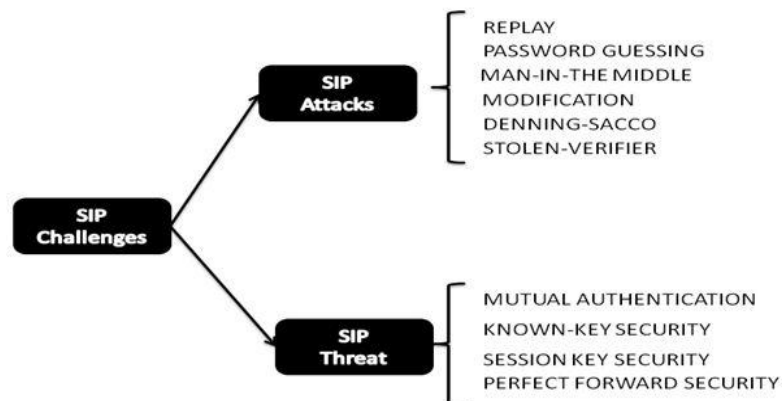 SIP
Challenges
SIP
Attacks
REPLAY
PASSWORD GUESSING
MAN-IN-THE MIDDLE
MODIFICATION
DENNING-SACCO
STOLEN-VERIFIER
SIP
Threat
MUTUAL AUTHENTICATION
KNOWN-KEY SECURITY
SESSION KEY SECURITY
PERFECT FORWARD SECURITY